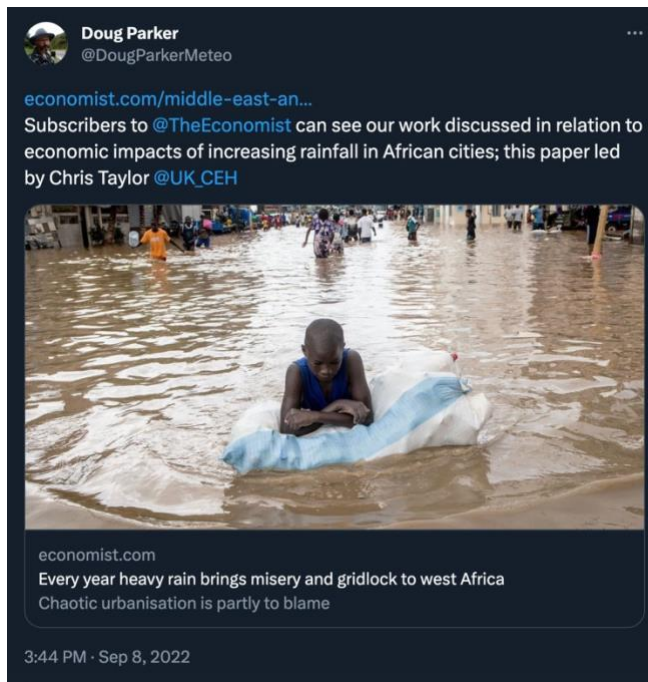 Doug Parker
@DougParkerMeteo
economist.com/middle-east-an...
Subscribers to @TheEconomist can see our work discussed in relation to
economic impacts of increasing rainfall in African cities; this paper led
by Chris Taylor @UK_CEH
economist.com
Every year heavy rain brings misery and gridlock to west Africa
Chaotic urbanisation is partly to blame
3:44 PM · Sep 8, 2022